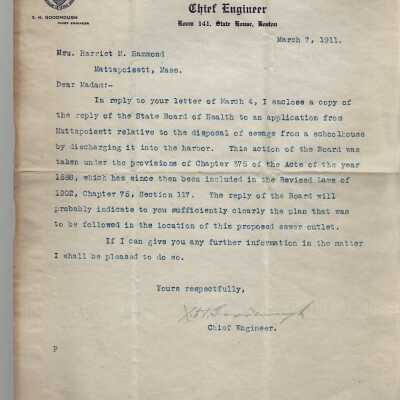 Chief Engineer
X. H. GOODNOUGH
CHIEF ENGINEER
Room 141, State House, Boston
March 7, 1911.
Mrs. Harriet M. Hammond
Mattapoisett, Mass.
Dear Madam:-
In reply to your letter of March 4, I enclose a copy of
the reply of the State Board of Health to an application from
Mattapoisett relative to the disposal of sewage from a schoolhouse
by discharging it into the harbor. This action of the Board was
taken under the provisions of Chapter 375 of the Acts of the year
1888, which has since then been included in the Revised Laws of
1902, Chapter 75, Section 117. The reply of the Board will
probably indicate to you sufficiently clearly the plan that was
to be followed in the location of this proposed sewer outlet.
If I can give you any further information in the matter
I shall be pleased to do so.
Yours respectfully,
X. H. Goodnough
Chief Engineer.
P